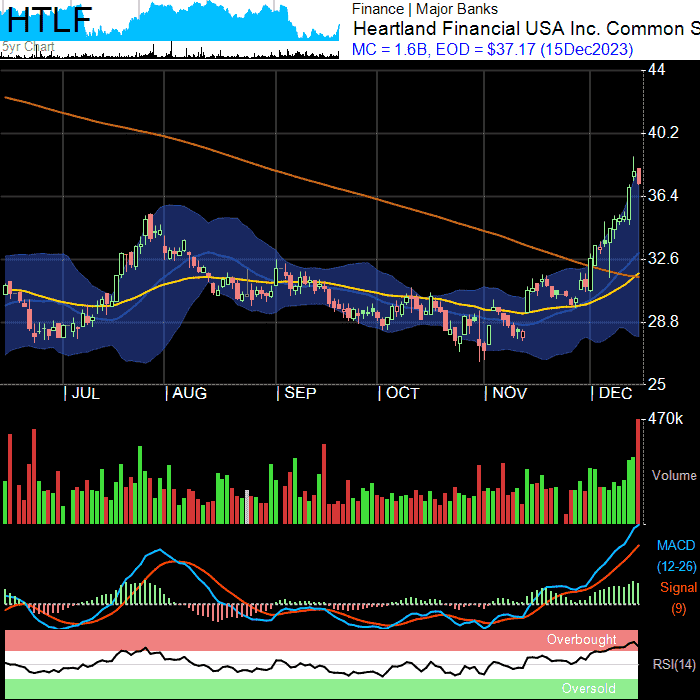 HTLF
5yr Chart
Finance | Major Banks
Heartland Financial USA Inc. Common S
MC = 1.6B, EOD = $37.17 (15Dec2023)
44
40.2
36.4
32.6
28.8
25
| JUL | AUG | SEP | OCT | NOV | DEC
470k
Volume
MACD
(12-26)
Signal
(9)
Overbought
RSI(14)
Oversold